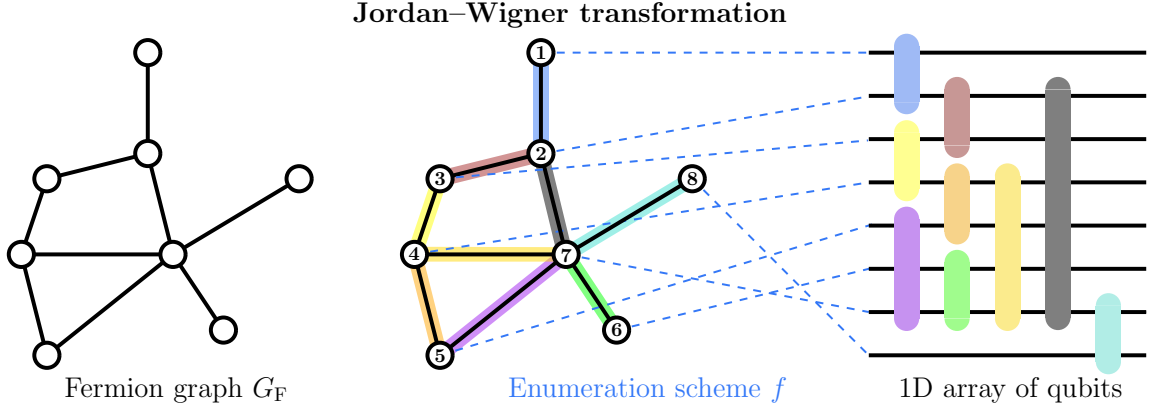 Jordan–Wigner transformation
1
2
3
8
4
7
6
5
Fermion graph G_F
Enumeration scheme f
1D array of qubits